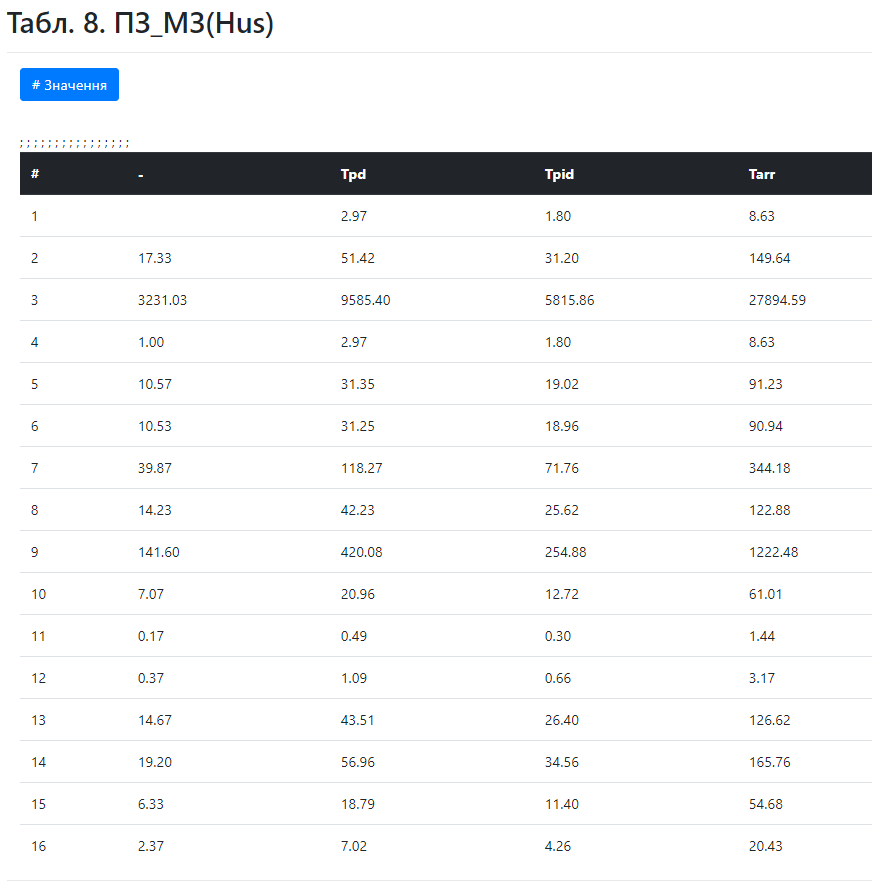 Табл. 8. ПЗ_МЗ(Hus)
# Значення
; ; ; ; ; ; ; ; ; ; ; ; ; ; ; ;
# - Tpd Tpid Tarr
1 2.97 1.80 8.63
2 17.33 51.42 31.20 149.64
3 3231.03 9585.40 5815.86 27894.59
4 1.00 2.97 1.80 8.63
5 10.57 31.35 19.02 91.23
6 10.53 31.25 18.96 90.94
7 39.87 118.27 71.76 344.18
8 14.23 42.23 25.62 122.88
9 141.60 420.08 254.88 1222.48
10 7.07 20.96 12.72 61.01
11 0.17 0.49 0.30 1.44
12 0.37 1.09 0.66 3.17
13 14.67 43.51 26.40 126.62
14 19.20 56.96 34.56 165.76
15 6.33 18.79 11.40 54.68
16 2.37 7.02 4.26 20.43